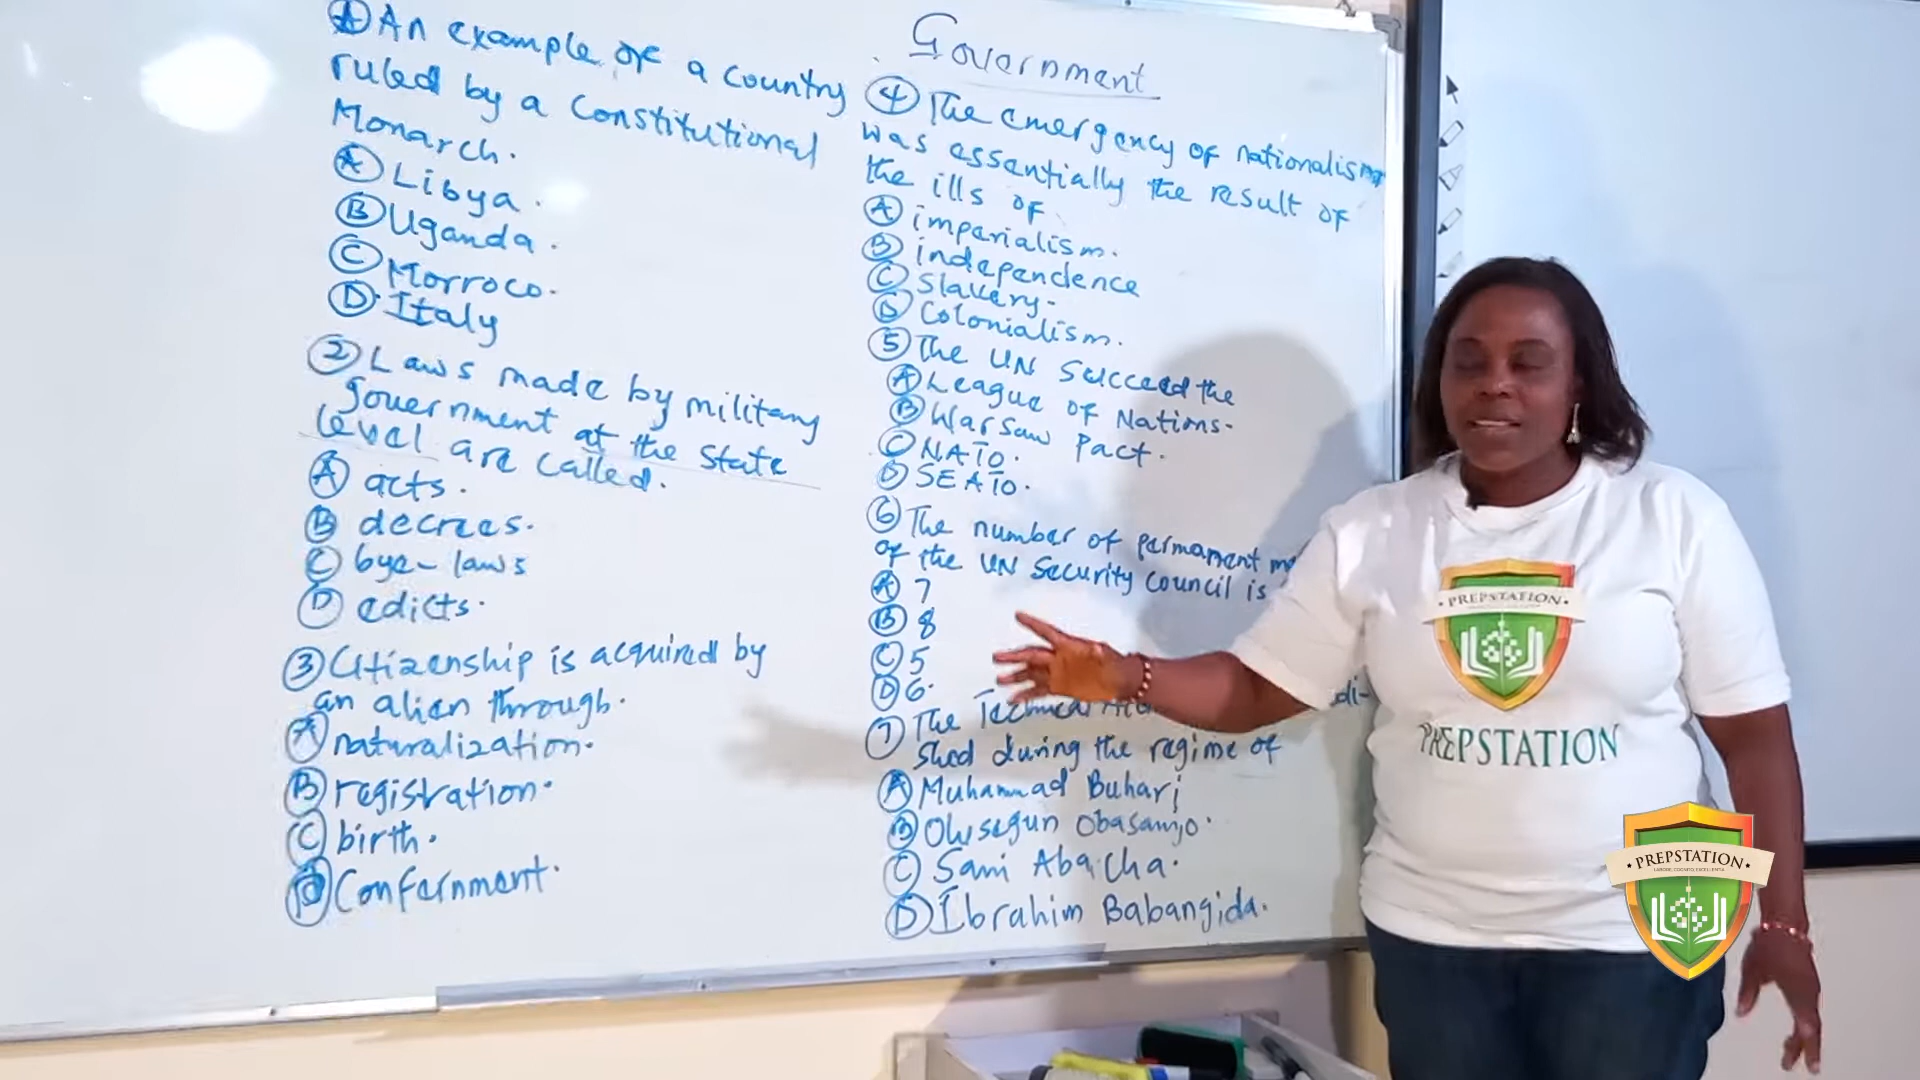 An example of a country
ruled by a Constitutional
Monarch.
A Libya.
B Uganda.
C Morroco.
D Italy
2 Laws made by military
government at the State
level are called.
A acts.
B decrees.
C bye-laws
D edicts.
3 Citizenship is acquired by
an alien through.
A naturalization.
B registration.
C birth.
D Confernment.
Government
4 The emergency of nationalism
was essentially the result of
the ills of
A imperialism.
B independence
C Slavery.
D Colonialism.
5 The UN Succeed the
A League of Nations.
B Warsaw Pact.
C NATO.
D SEATO.
6 The number of permament
of the UN Security Council is
A 7
B 8
C 5
D 6.
7 The Technical
shed during the regime of
A Muhammad Buhari
B Olusegun Obasanjo.
C Sani Abacha.
D Ibrahim Babangida.
PREPSTATION
PREPSTATION
PREPSTATION